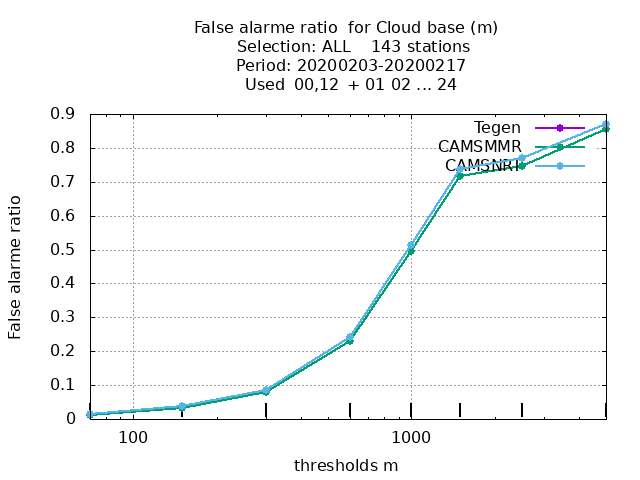 False alarme ratio  for Cloud base (m)
Selection: ALL    143 stations
Period: 20200203-20200217
Used  00,12  + 01 02 ... 24
Tegen
CAMSMMR
CAMSNRT
0.9
0.8
0.7
0.6
0.5
0.4
0.3
0.2
0.1
0
False alarme ratio
100
1000
thresholds m